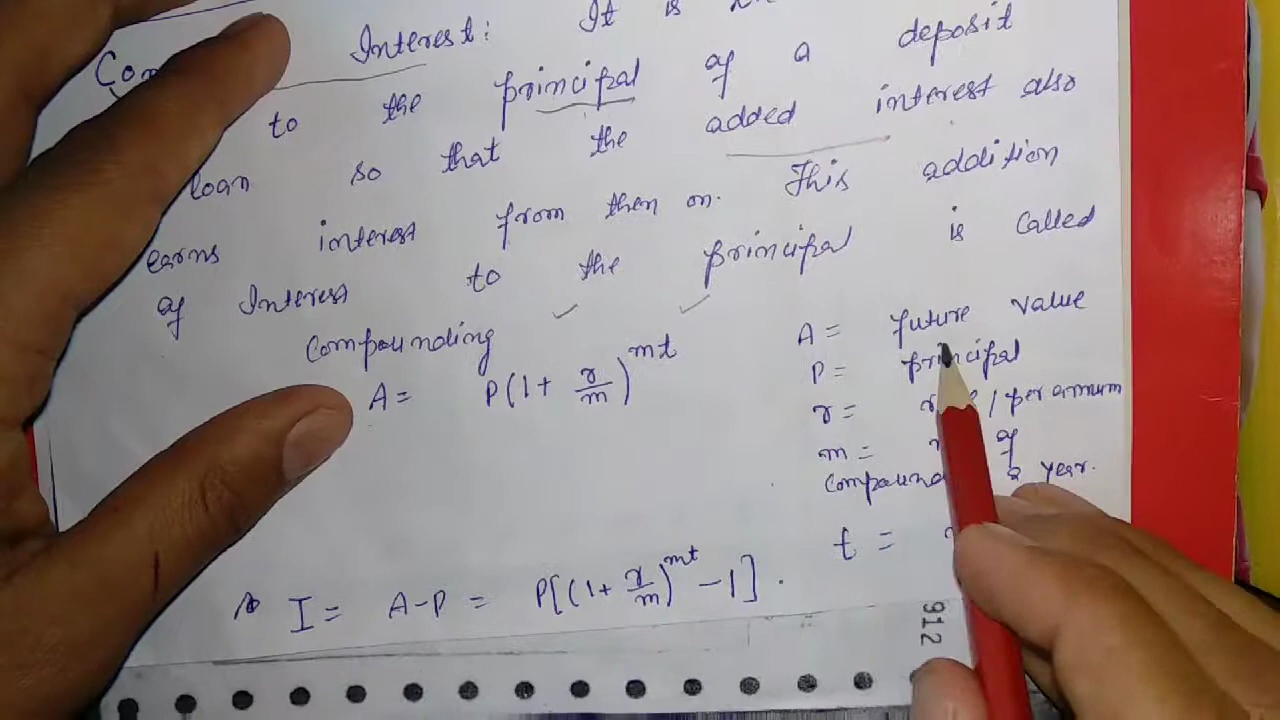 Interest: It is
to the principal of a deposit
loan so that the added interest also
earns interest from then on. This addition
of Interest to the principal is called
Compounding
A = P(1 + r/m)^mt
A = future value
P = principal
r = / per annum
m = of
a year.
t =
I = A-P = P[(1+ r/m)^mt - 1].
912